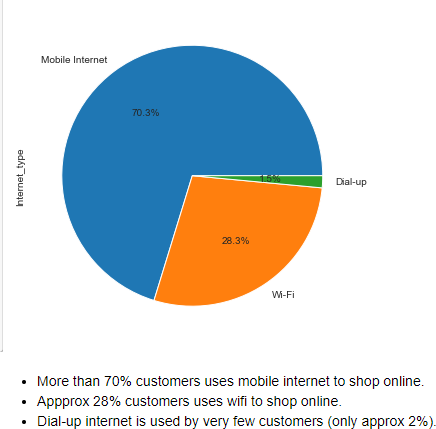 Mobile Internet
70.3%
Internet_type
1.5%
Dial-up
28.3%
Wi-Fi
• More than 70% customers uses mobile internet to shop online.
• Appprox 28% customers uses wifi to shop online.
• Dial-up internet is used by very few customers (only approx 2%).